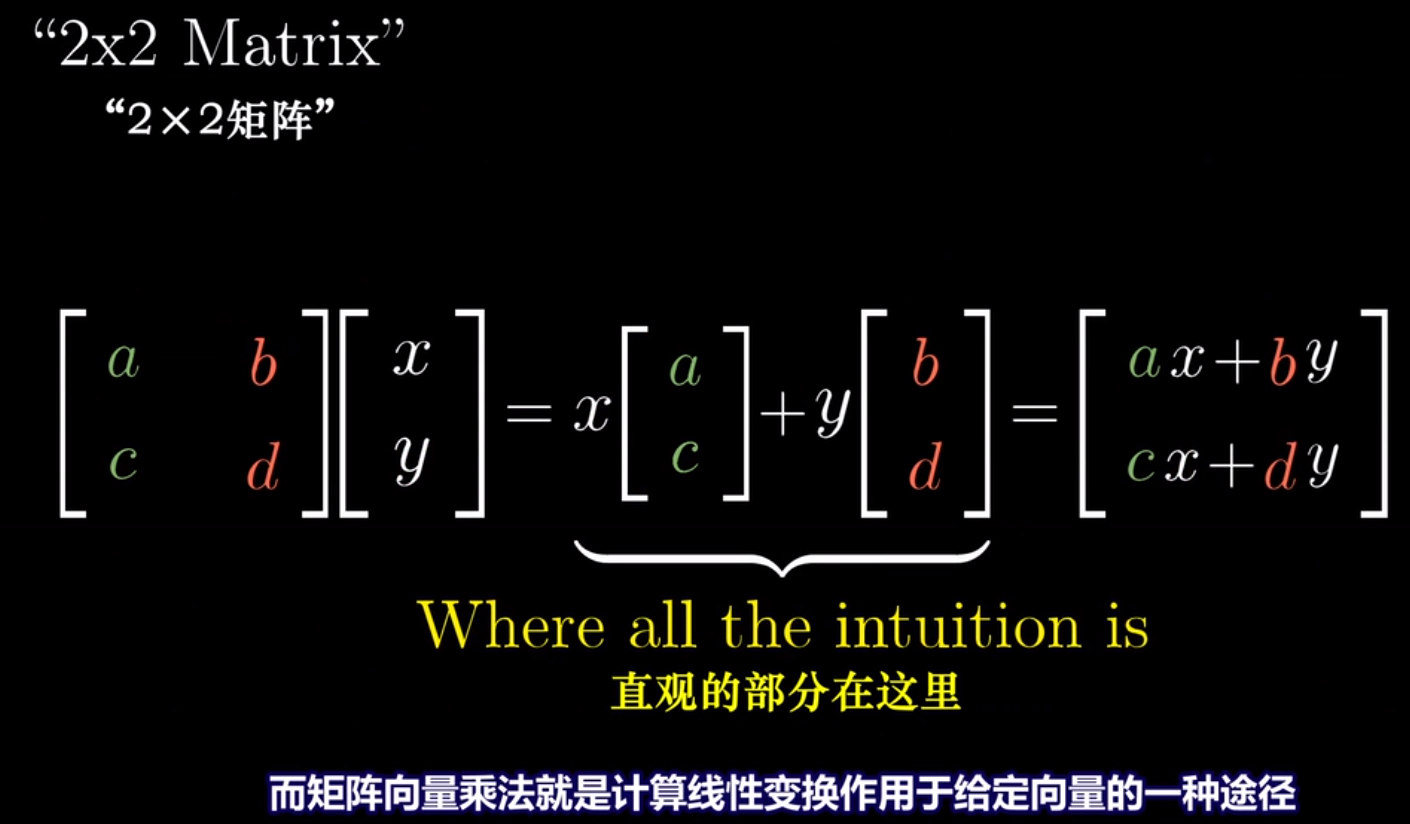 “2x2 Matrix”
“2×2矩阵”
[a b; c d][x; y] = x[a; c] + y[b; d] = [ax+by; cx+dy]
Where all the intuition is
直观的部分在这里
而矩阵向量乘法就是计算线性变换作用于给定向量的一种途径